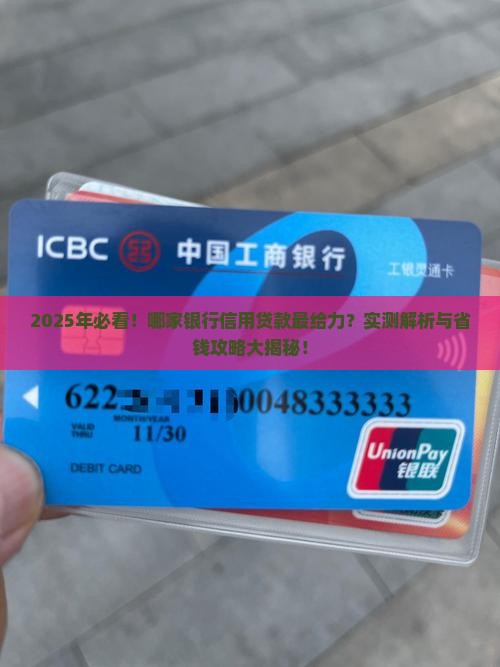 ICBC 中国工商银行
工银灵通卡
2025年必看！哪家银行信用贷款最给力？实测解析与省
钱攻略大揭秘！
622 0048333333
MONTH/YEAR
VALID
THRU
11/30
DEBIT CARD
UnionPay
银联